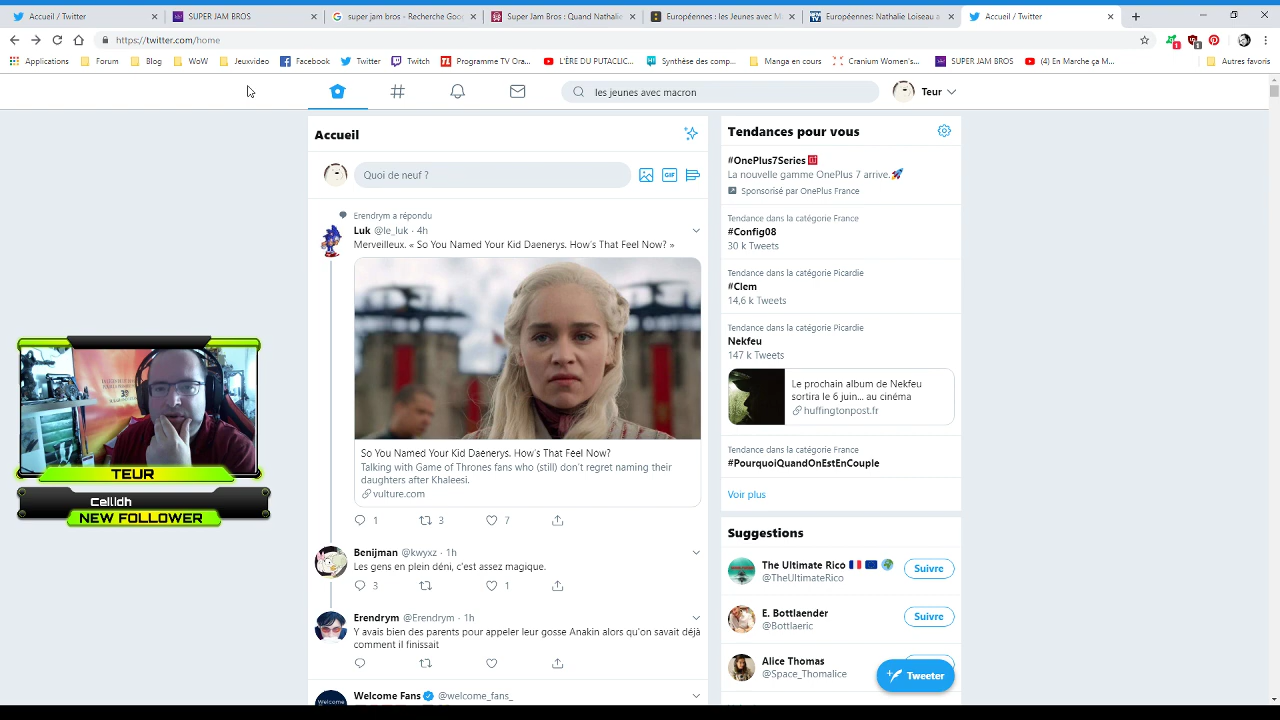 Accueil / Twitter
SUPER JAM BROS
super jam bros - Recherche Goo
Super Jam Bros : Quand Nathalie
Européennes : les Jeunes avec Ma
Européennes: Nathalie Loiseau a
Accueil / Twitter
https://twitter.com/home
Applications
Forum
Blog
WoW
Jeuxvideo
Facebook
Twitter
Twitch
Programme TV Ora...
L'ÈRE DU PUTACLIC...
Synthèse des comp...
Manga en cours
Cranium Women's...
SUPER JAM BROS
(4) En Marche ça M...
Autres favoris
les jeunes avec macron
Teur
Accueil
Quoi de neuf ?
GIF
Erendrym a répondu
Luk @le_luk · 4h
Merveilleux. « So You Named Your Kid Daenerys. How's That Feel Now? »
So You Named Your Kid Daenerys. How's That Feel Now?
Talking with Game of Thrones fans who (still) don't regret naming their
daughters after Khaleesi.
vulture.com
1 3 7
Benijman @kwyxz · 1h
Les gens en plein déni, c'est assez magique.
3 1
Erendrym @Erendrym · 1h
Y avais bien des parents pour appeler leur gosse Anakin alors qu'on savait déjà
comment il finissait
Welcome Fans @welcome_fans_
Welcome
Tendances pour vous
#OnePlus7Series
La nouvelle gamme OnePlus 7 arrive.🚀
Sponsorisé par OnePlus France
Tendance dans la catégorie France
#Config08
30 k Tweets
Tendance dans la catégorie Picardie
#Clem
14,6 k Tweets
Tendance dans la catégorie Picardie
Nekfeu
147 k Tweets
Le prochain album de Nekfeu
sortira le 6 juin... au cinéma
huffingtonpost.fr
Tendance dans la catégorie France
#PourquoiQuandOnEstEnCouple
Voir plus
Suggestions
The Ultimate Rico 🇫🇷 🇪🇺 🌍
@TheUltimateRico
Suivre
E. Bottlaender
@Bottlaeric
Suivre
Alice Thomas
@Space_Thomalice
Tweeter
TEUR
Ceilidh
NEW FOLLOWER